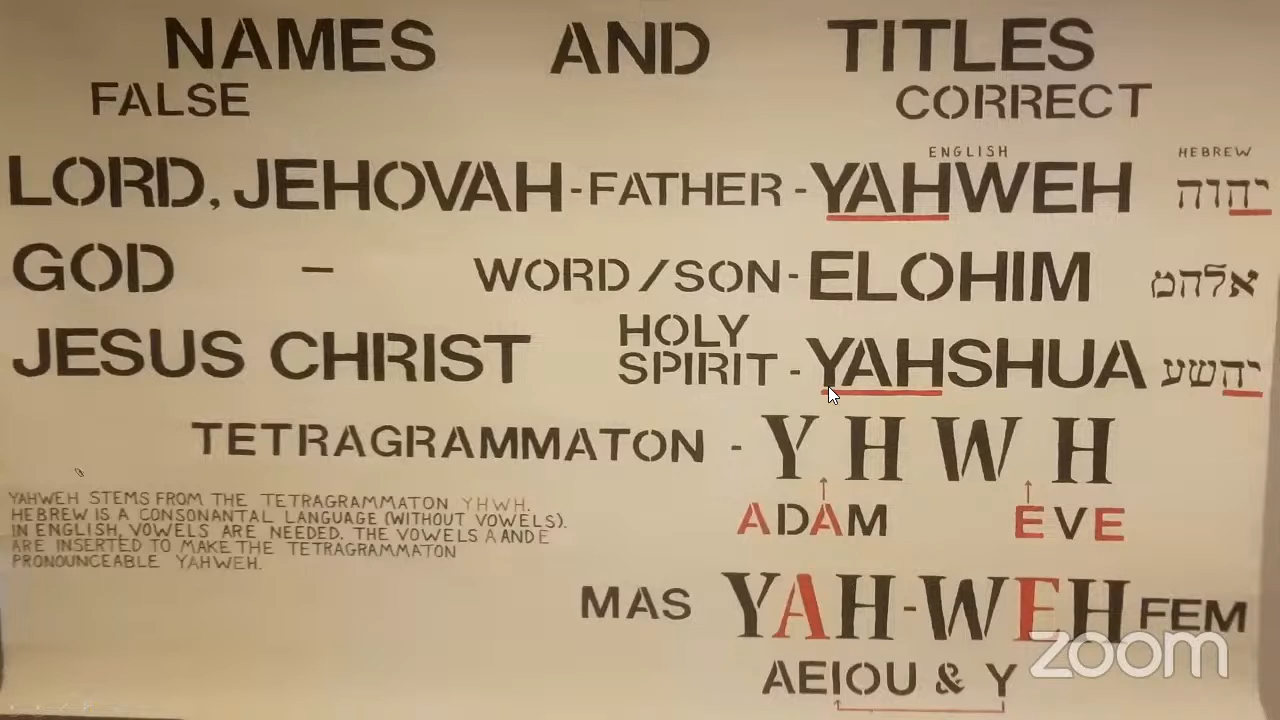 NAMES AND TITLES
FALSE CORRECT
ENGLISH HEBREW
LORD, JEHOVAH - FATHER - YAHWEH יהוה
GOD - WORD/SON - ELOHIM אלהמ
JESUS CHRIST HOLY SPIRIT - YAHSHUA יהשע
TETRAGRAMMATON - Y H W H
ADAM EVE
YAHWEH STEMS FROM THE TETRAGRAMMATON YHWH.
HEBREW IS A CONSONANTAL LANGUAGE (WITHOUT VOWELS).
IN ENGLISH, VOWELS ARE NEEDED. THE VOWELS A AND E
ARE INSERTED TO MAKE THE TETRAGRAMMATON
PRONOUNCEABLE YAHWEH.
MAS YAH-WEH FEM
AEIOU & Y
zoom